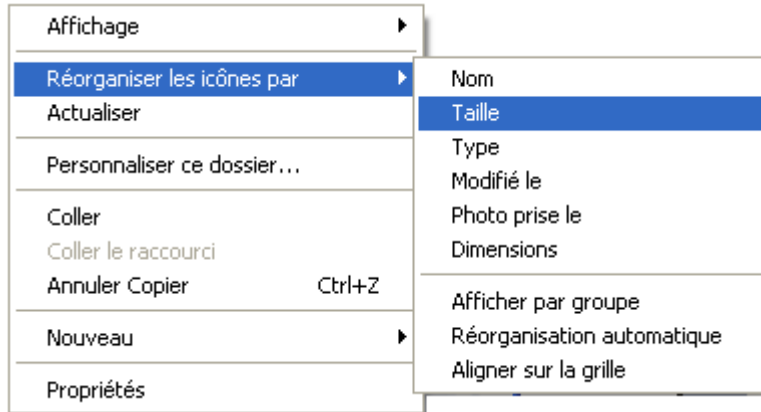 Affichage
Réorganiser les icônes par
Actualiser
Personnaliser ce dossier...
Coller
Coller le raccourci
Annuler Copier Ctrl+Z
Nouveau
Propriétés
Nom
Taille
Type
Modifié le
Photo prise le
Dimensions
Afficher par groupe
Réorganisation automatique
Aligner sur la grille